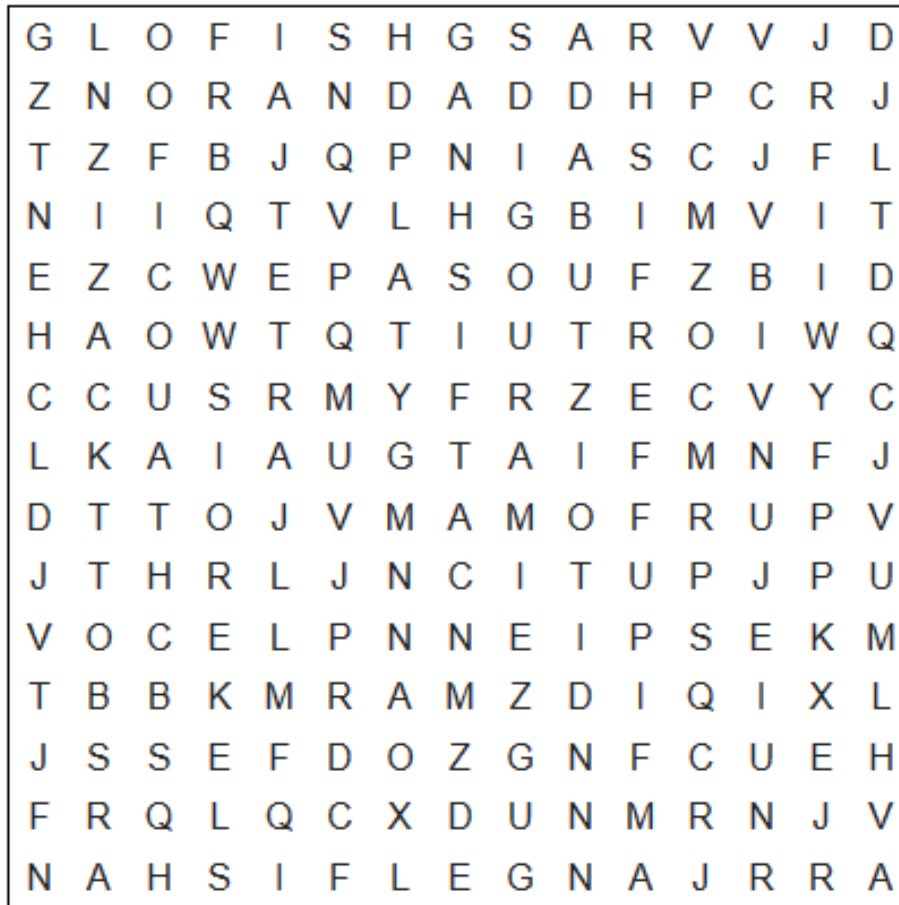 G L O F I S H G S A R V V J D
Z N O R A N D A D D H P C R J
T Z F B J Q P N I A S C J F L
N I I Q T V L H G B I M V I T
E Z C W E P A S O U F Z B I D
H A O W T Q T I U T R O I W Q
C C U S R M Y F R Z E C V Y C
L K A I A U G T A I F M N F J
D T T O J V M A M O F R U P V
J T H R L J N C I T U P J P U
V O C E L P N N E I P S E K M
T B B K M R A M Z D I Q I X L
J S S E F D O Z G N F C U E H
F R Q L Q C X D U N M R N J V
N A H S I F L E G N A J R R A